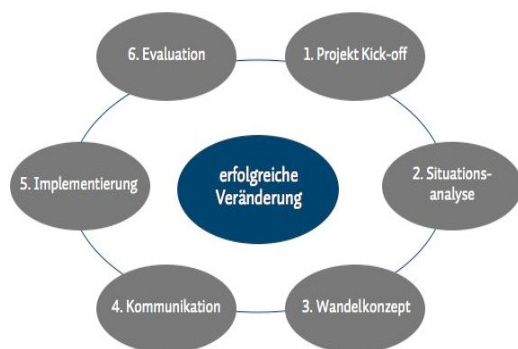 6. Evaluation
1. Projekt Kick-off
5. Implementierung
erfolgreiche
Veränderung
2. Situations-
analyse
4. Kommunikation
3. Wandelkonzept